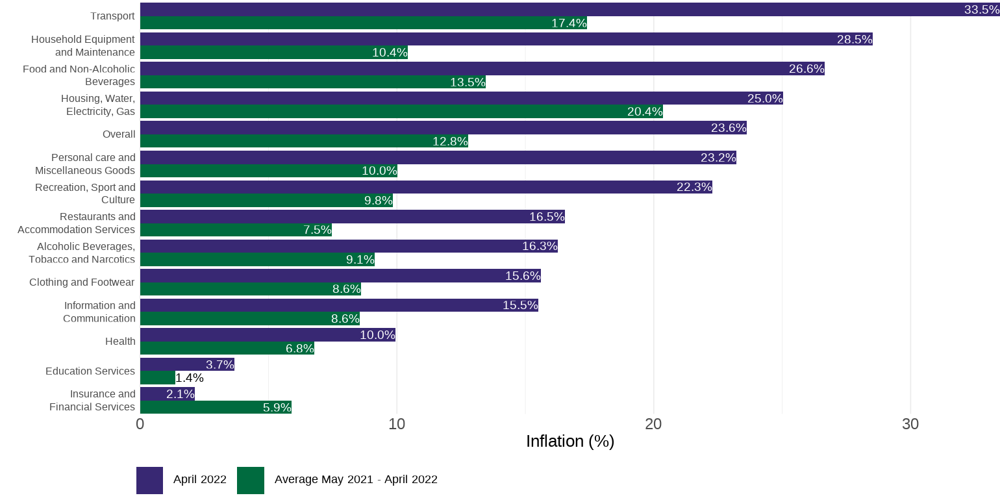 Transport
33.5%
17.4%
Household Equipment
and Maintenance
28.5%
10.4%
Food and Non-Alcoholic
Beverages
26.6%
13.5%
Housing, Water,
Electricity, Gas
25.0%
20.4%
Overall
23.6%
12.8%
Personal care and
Miscellaneous Goods
23.2%
10.0%
Recreation, Sport and
Culture
22.3%
9.8%
Restaurants and
Accommodation Services
16.5%
7.5%
Alcoholic Beverages,
Tobacco and Narcotics
16.3%
9.1%
Clothing and Footwear
15.6%
8.6%
Information and
Communication
15.5%
8.6%
Health
10.0%
6.8%
Education Services
3.7%
1.4%
Insurance and
Financial Services
2.1%
5.9%
0 10 20 30
Inflation (%)
April 2022 Average May 2021 - April 2022